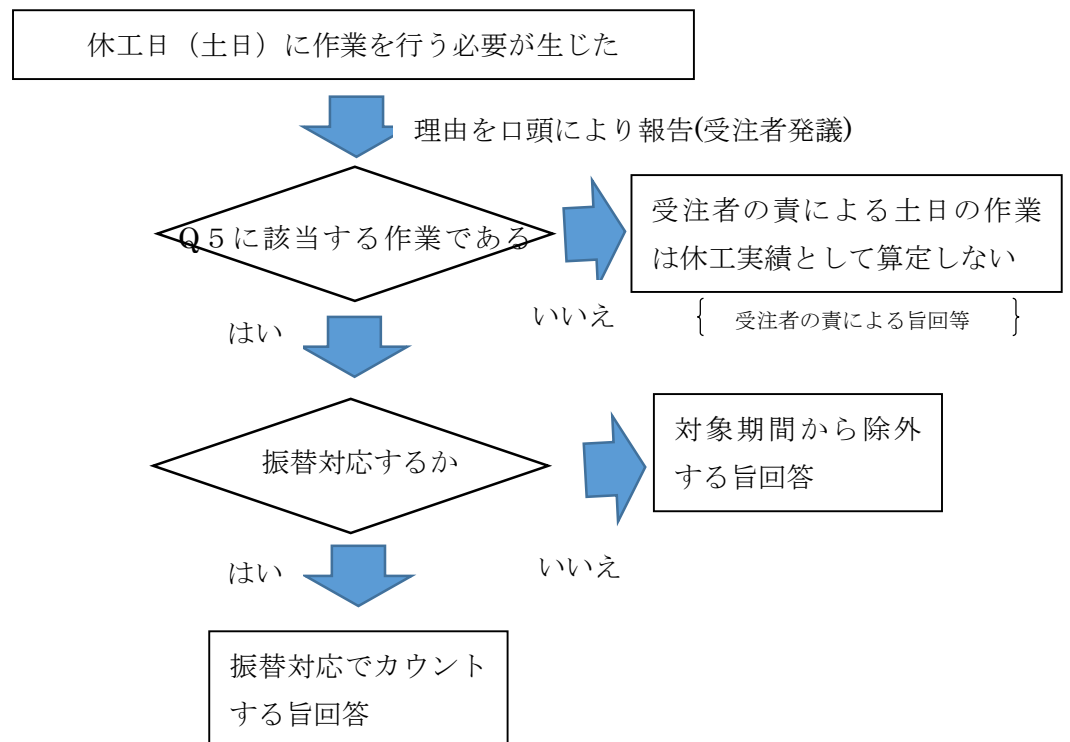 休工日（土日）に作業を行う必要が生じた
理由を口頭により報告(受注者発議)
Q５に該当する作業である
受注者の責による土日の作業
は休工実績として算定しない
いいえ
｛ 受注者の責による旨回等 ｝
はい
振替対応するか
対象期間から除外
する旨回答
はい
いいえ
振替対応でカウント
する旨回答